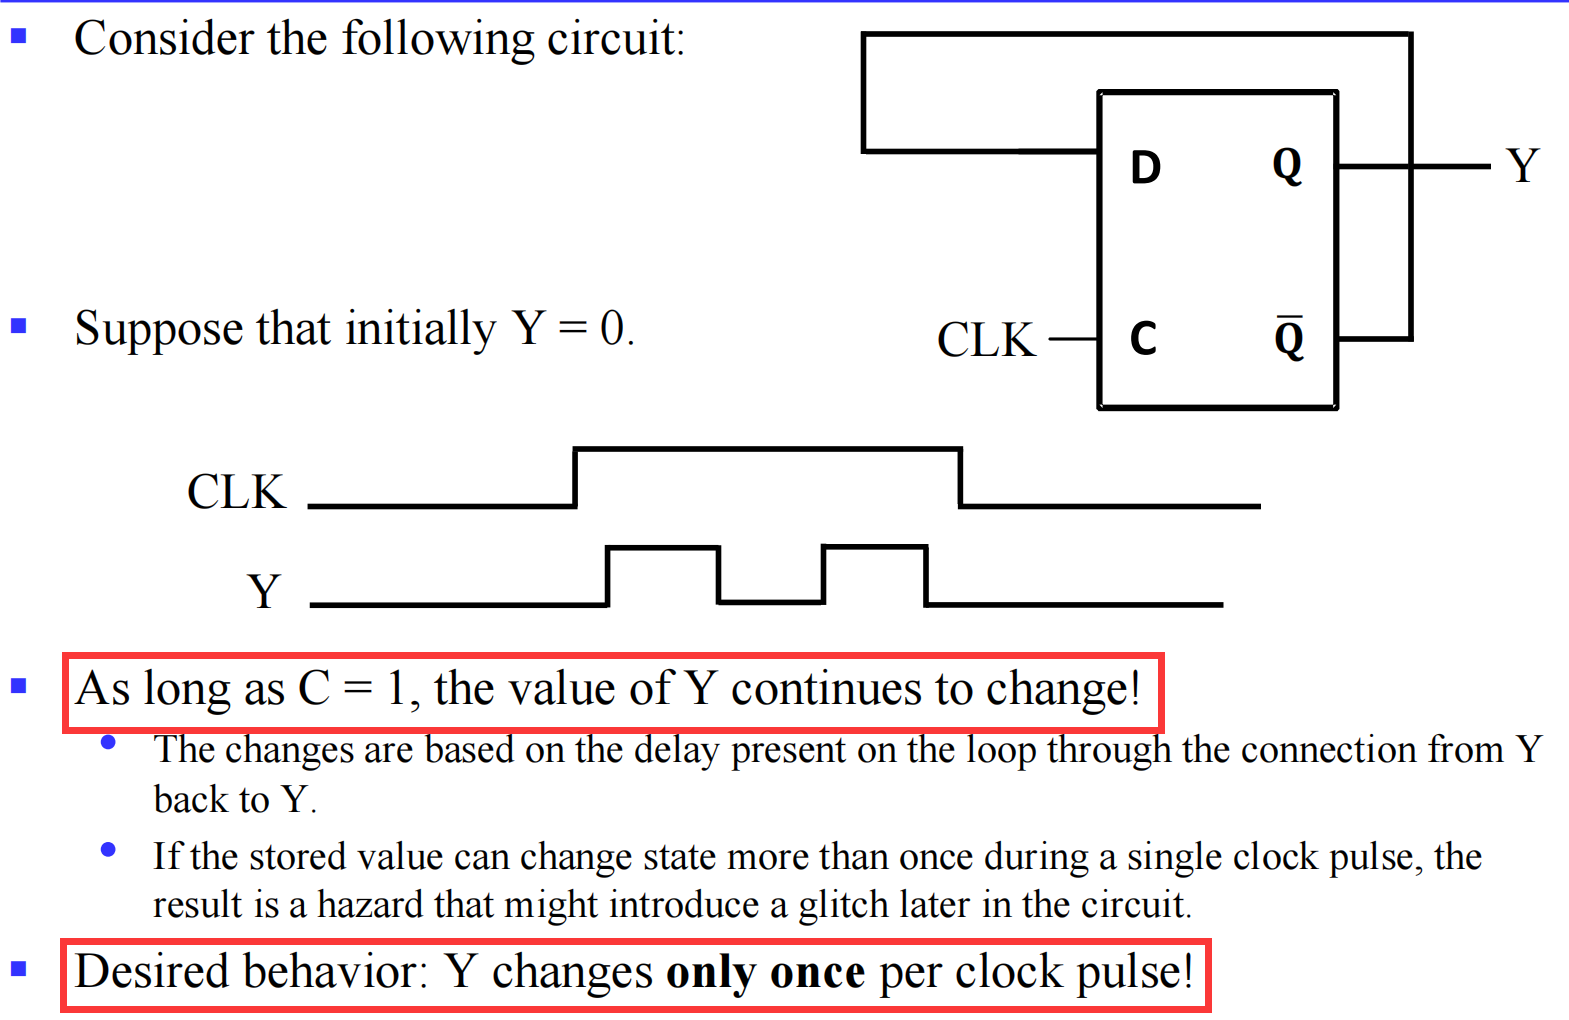 Consider the following circuit:
D Q Y
Suppose that initially Y = 0.
CLK C Q̅
CLK
Y
As long as C = 1, the value of Y continues to change!
The changes are based on the delay present on the loop through the connection from Y
back to Y.
If the stored value can change state more than once during a single clock pulse, the
result is a hazard that might introduce a glitch later in the circuit.
Desired behavior: Y changes only once per clock pulse!